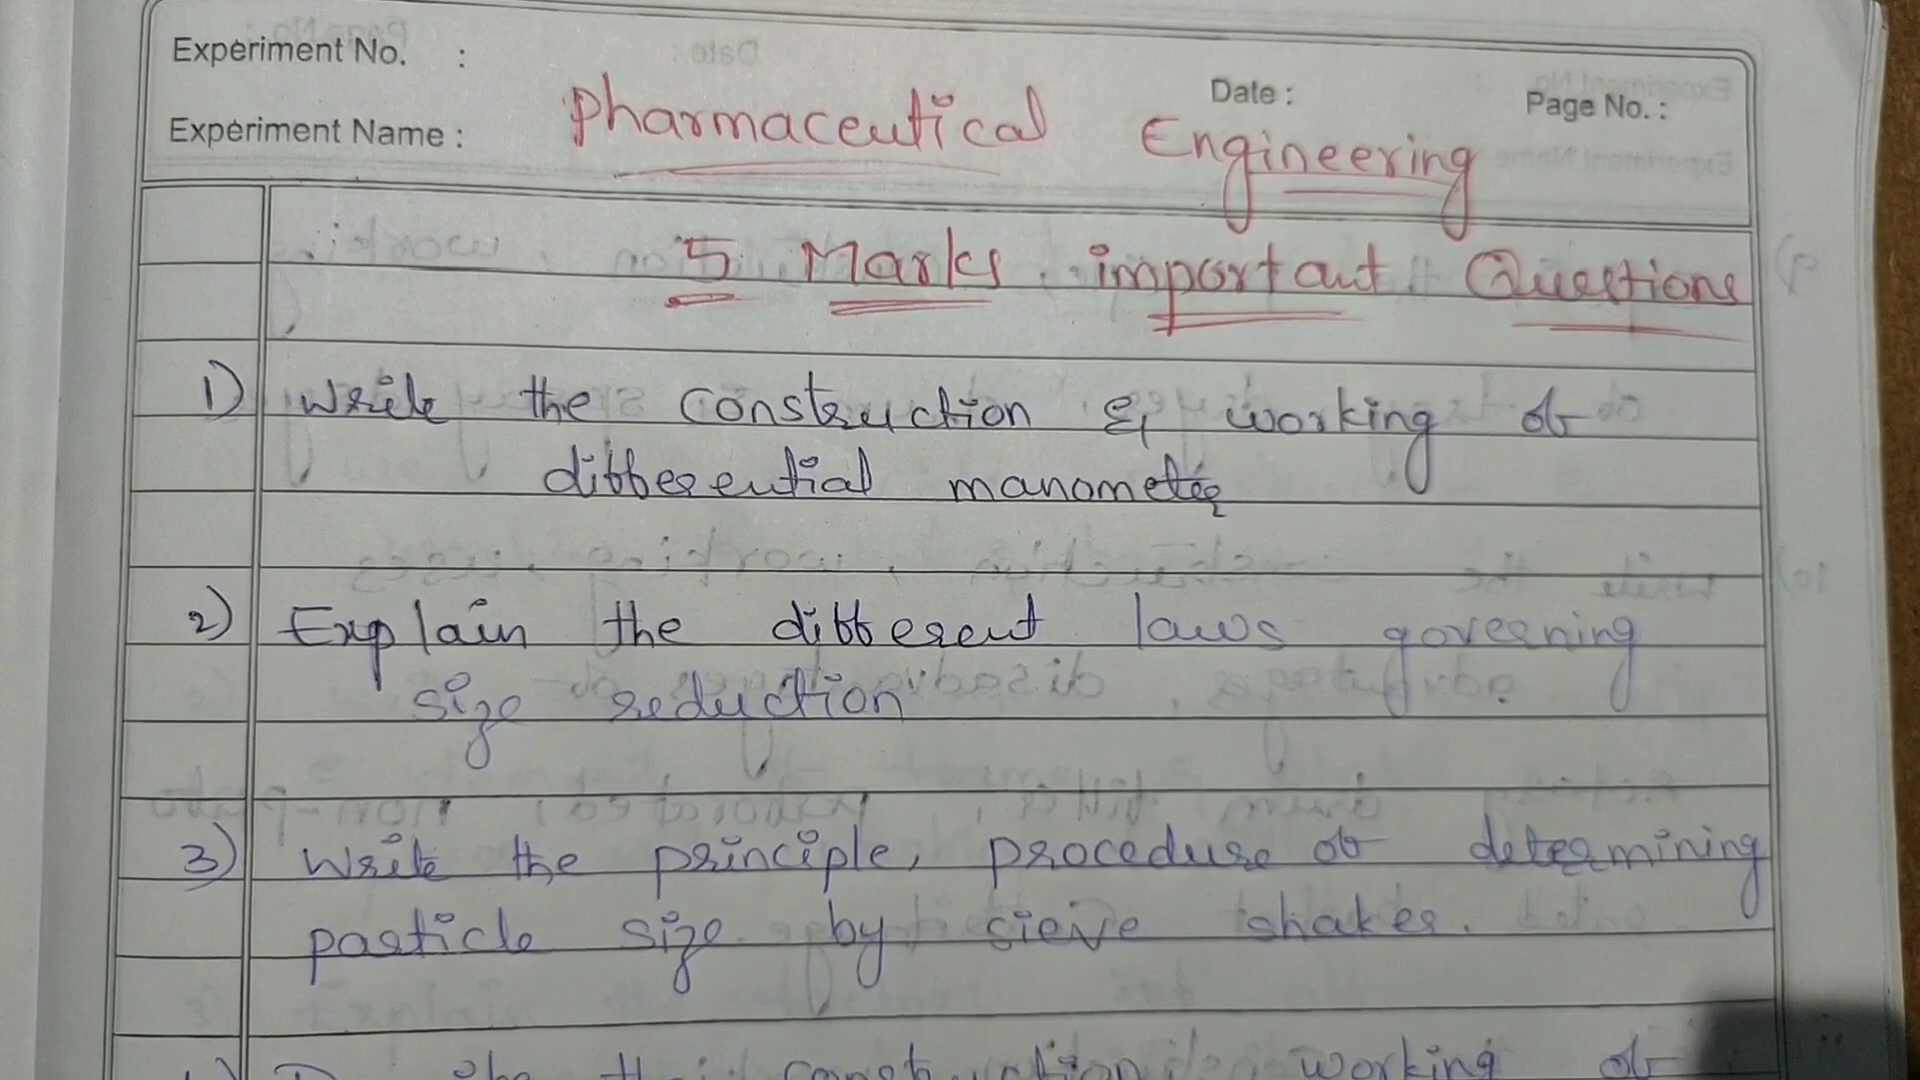 Experiment No. :
Date :
Page No. :
Experiment Name : Pharmaceutical Engineering
5 Marks important Questions
1) Write the construction & working of
differential manometer
2) Explain the different laws governing
size reduction
3) Write the principle, procedure of determining
particle size by sieve shaker.
working of